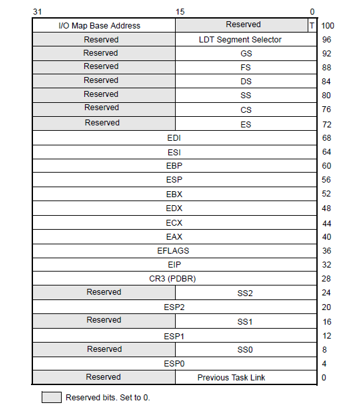 31 15 0
I/O Map Base Address Reserved T 100
Reserved LDT Segment Selector 96
Reserved GS 92
Reserved FS 88
Reserved DS 84
Reserved SS 80
Reserved CS 76
Reserved ES 72
EDI 68
ESI 64
EBP 60
ESP 56
EBX 52
EDX 48
ECX 44
EAX 40
EFLAGS 36
EIP 32
CR3 (PDBR) 28
Reserved SS2 24
ESP2 20
Reserved SS1 16
ESP1 12
Reserved SS0 8
ESP0 4
Reserved Previous Task Link 0
Reserved bits. Set to 0.